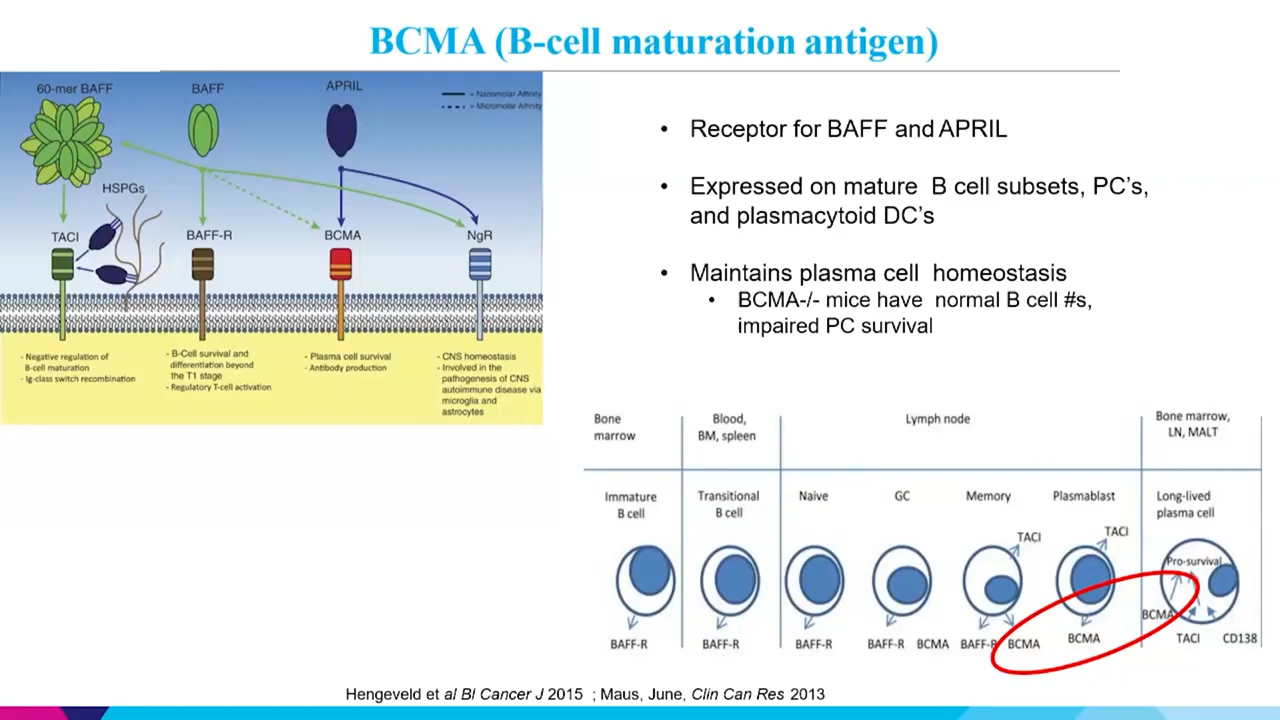 BCMA (B-cell maturation antigen)
60-mer BAFF
BAFF
APRIL
= Nanomolar Affinity
= Micromolar Affinity
HSPGs
TACI
BAFF-R
BCMA
NgR
- Negative regulation of
B-cell maturation
- Ig-class switch recombination
- B-Cell survival and
differentiation beyond
the T1 stage
- Regulatory T-cell activation
- Plasma cell survival
- Antibody production
- CNS homeostasis
- Involved in the
pathogenesis of CNS
autoimmune disease via
microglia and
astrocytes
• Receptor for BAFF and APRIL
• Expressed on mature B cell subsets, PC's,
and plasmacytoid DC's
• Maintains plasma cell homeostasis
• BCMA-/- mice have normal B cell #s,
impaired PC survival
Bone
marrow
Blood,
BM, spleen
Lymph node
Bone marrow,
LN, MALT
Immature
B cell
Transitional
B cell
Naive
GC
Memory
Plasmablast
Long-lived
plasma cell
TACI
TACI
Pro-survival
BAFF-R
BAFF-R
BAFF-R
BAFF-R
BCMA
BAFF-R
BCMA
BCMA
BCMA
TACI
CD138
Hengeveld et al Bl Cancer J 2015 ; Maus, June, Clin Can Res 2013